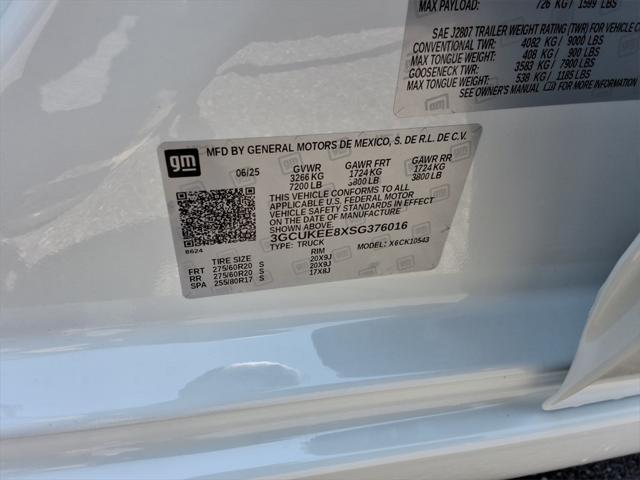 MAX PAYLOAD: 726 KG / 1599 LBS
SAE J2807 TRAILER WEIGHT RATING (TWR) FOR VEHICLE
CONVENTIONAL TWR: 4082 KG / 9000 LBS
MAX TONGUE WT: 408 KG / 900 LBS
GOOSENECK TWR: 3583 KG / 7900 LBS
MAX TONGUE WT: 538 KG / 1185 LBS
SEE OWNER'S MANUAL FOR MORE INFORMATION
gm MFD BY GENERAL MOTORS DE MEXICO, S. DE R.L. DE C.V.
06/25 GVWR GAWR FRT GAWR RR
3266 KG 1724 KG 1724 KG
7200 LB 3800 LB 3800 LB
THIS VEHICLE CONFORMS TO ALL
APPLICABLE U.S. FEDERAL MOTOR
VEHICLE SAFETY STANDARDS IN EFFECT
ON THE DATE OF MANUFACTURE SHOWN ABOVE.
3GCUKEE8XSG376016
8624 TYPE: TRUCK MODEL: X6CK10543
TIRE SIZE RIM
FRT 275/60R20 S 20X9J
RR 275/60R20 S 20X9J
SPA 255/80R17 S 17X8J